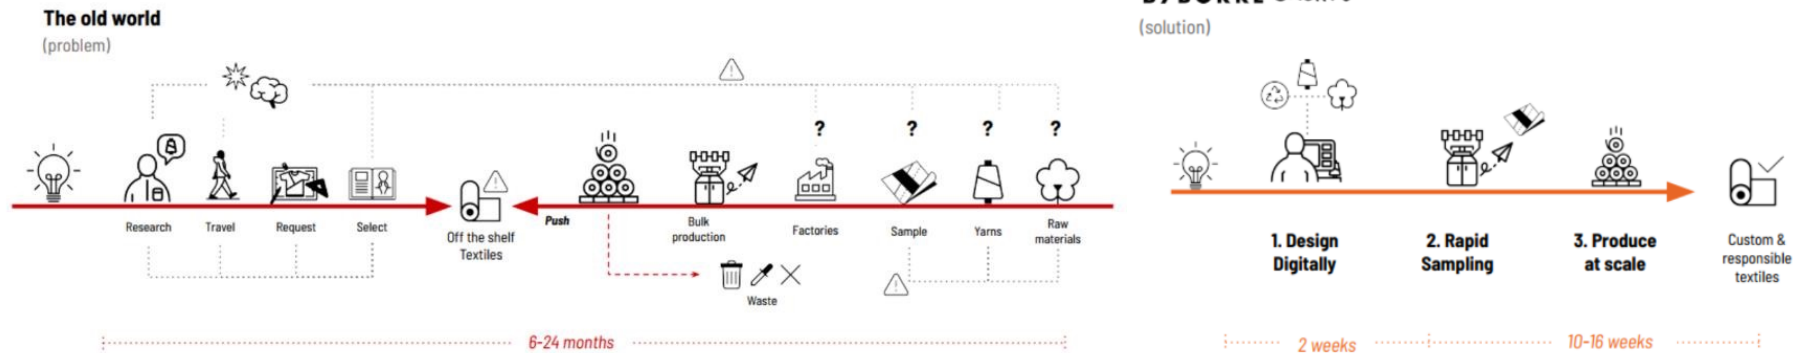 The old world
(problem)
(solution)
?
?
?
?
Research
Travel
Request
Select
Off the shelf
Textiles
Push
Bulk
production
Factories
Sample
Yarns
Raw
materials
Waste
6-24 months
1. Design
Digitally
2. Rapid
Sampling
3. Produce
at scale
Custom &
responsible
textiles
2 weeks
10-16 weeks